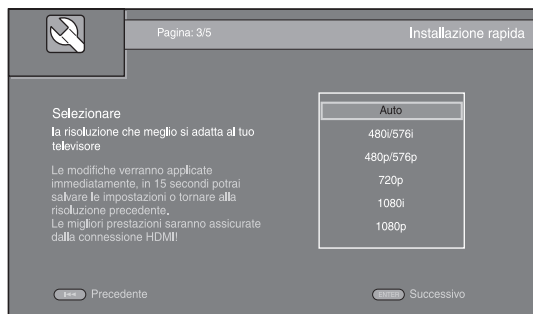 Pagina: 3/5
Installazione rapida
Selezionare
la risoluzione che meglio si adatta al tuo
televisore
Le modifiche verranno applicate
immediatamente, in 15 secondi potrai
salvare le impostazioni o tornare alla
risoluzione precedente.
Le migliori prestazioni saranno assicurate
dalla connessione HDMI!
Auto
480i/576i
480p/576p
720p
1080i
1080p
Precedente
ENTER Successivo